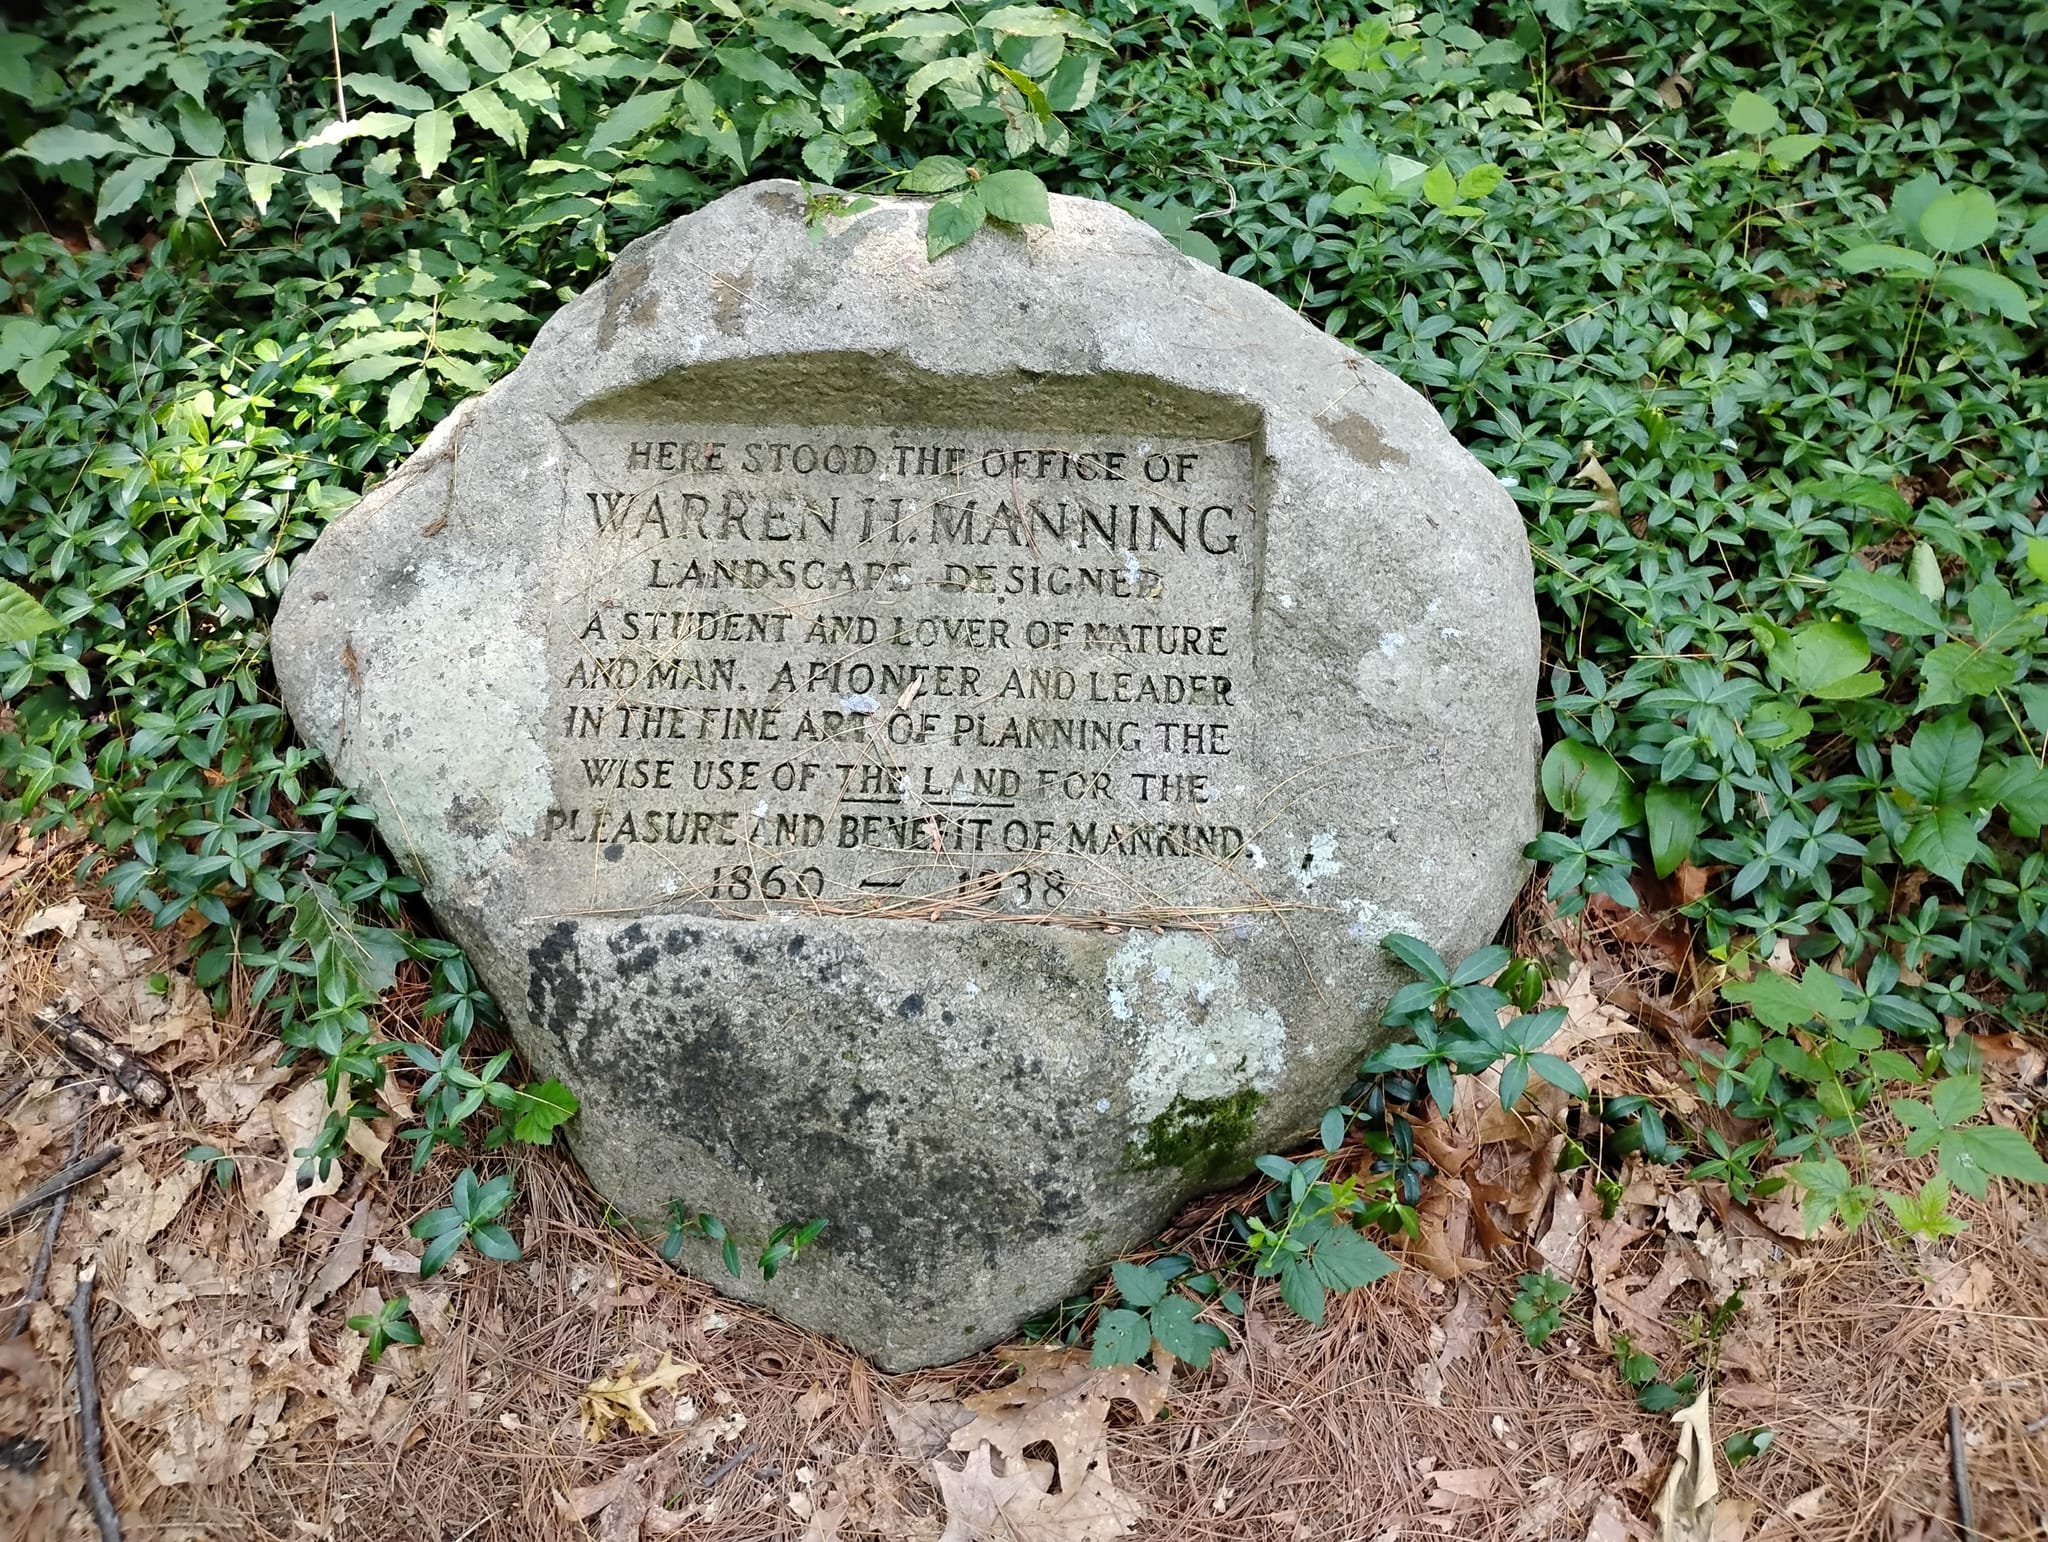 HERE STOOD THE OFFICE OF
WARREN H. MANNING
LANDSCAPE DESIGNER
A STUDENT AND LOVER OF NATURE
AND MAN. A PIONEER AND LEADER
IN THE FINE ART OF PLANNING THE
WISE USE OF THE LAND FOR THE
PLEASURE AND BENEFIT OF MANKIND
1860 — 1938